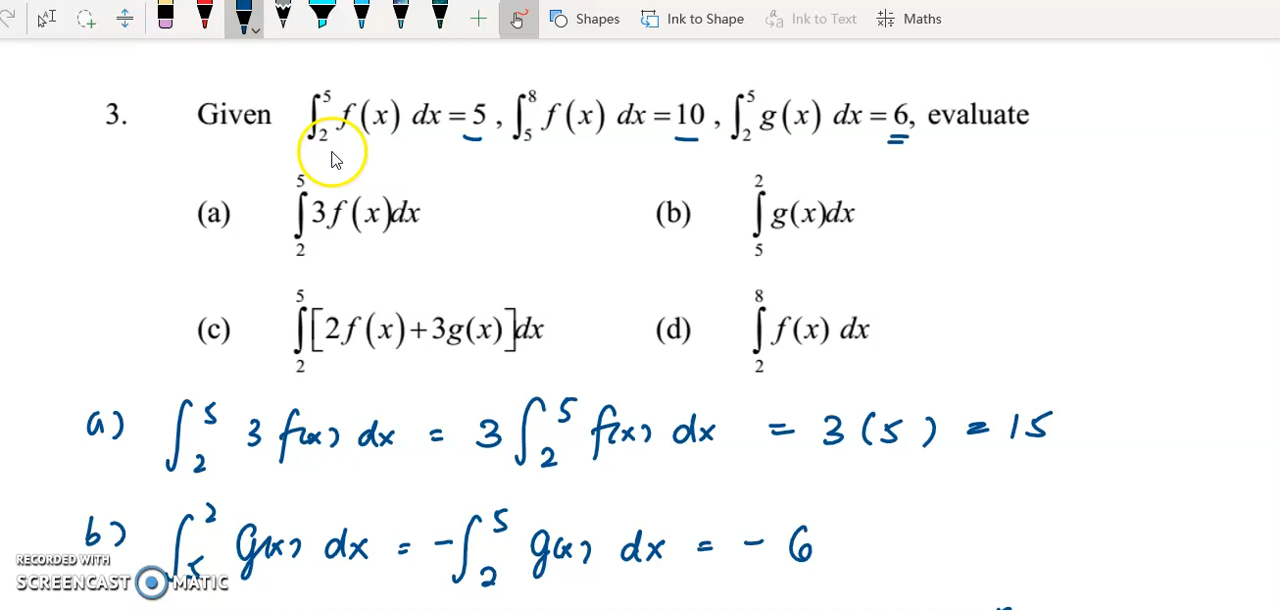 Shapes Ink to Shape Ink to Text Maths
3. Given ∫₂⁵ f(x) dx = 5 , ∫₅⁸ f(x) dx = 10 , ∫₂⁵ g(x) dx = 6, evaluate
(a) ∫₂⁵ 3f(x)dx (b) ∫₅² g(x)dx
(c) ∫₂⁵ [2f(x)+3g(x)]dx (d) ∫₂⁸ f(x) dx
a) ∫₂⁵ 3 f(x) dx = 3 ∫₂⁵ f(x) dx = 3 (5) = 15
b) ∫₅² g(x) dx = - ∫₂⁵ g(x) dx = - 6
RECORDED WITH
SCREENCAST MATIC